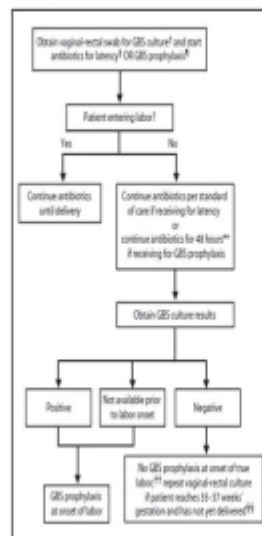 Obtain vaginal-rectal swab for GBS culture† and start
antibiotics for latency§ OR GBS prophylaxis¶
Patient entering labor?
Yes
No
Continue antibiotics
until delivery
Continue antibiotics per standard
of care if receiving for latency
or
continue antibiotics for 48 hours**
if receiving for GBS prophylaxis
Obtain GBS culture results
Positive
Not available prior
to labor onset
Negative
GBS prophylaxis
at onset of labor
No GBS prophylaxis at onset of true
labor;†† repeat vaginal-rectal culture
if patient reaches 35–37 weeks'
gestation and has not yet delivered§§